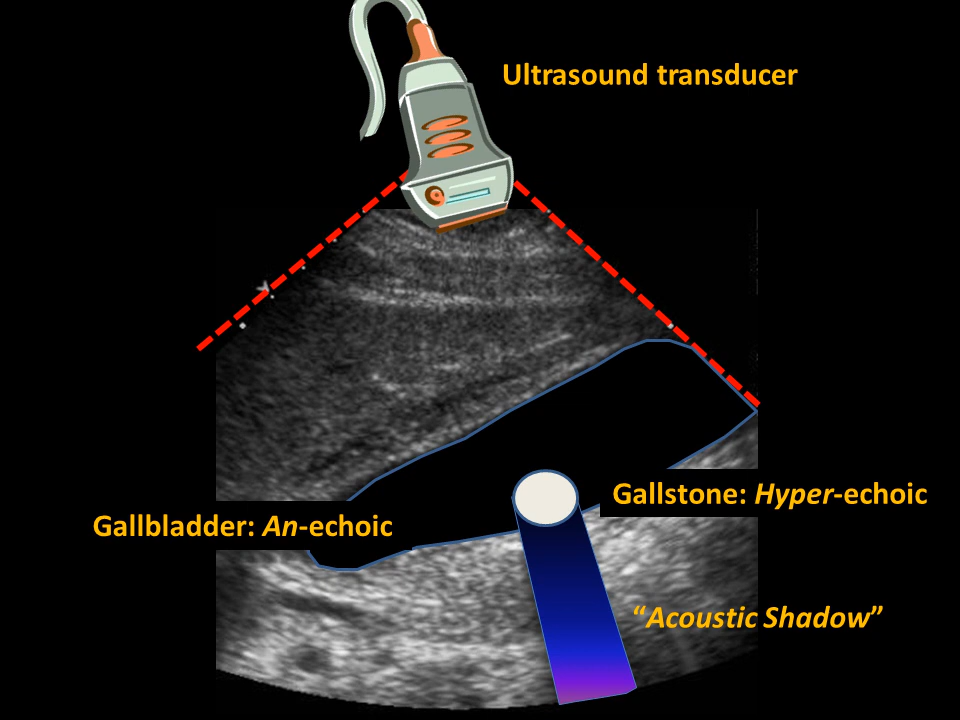 Ultrasound transducer
Gallstone: Hyper-echoic
Gallbladder: An-echoic
“Acoustic Shadow”